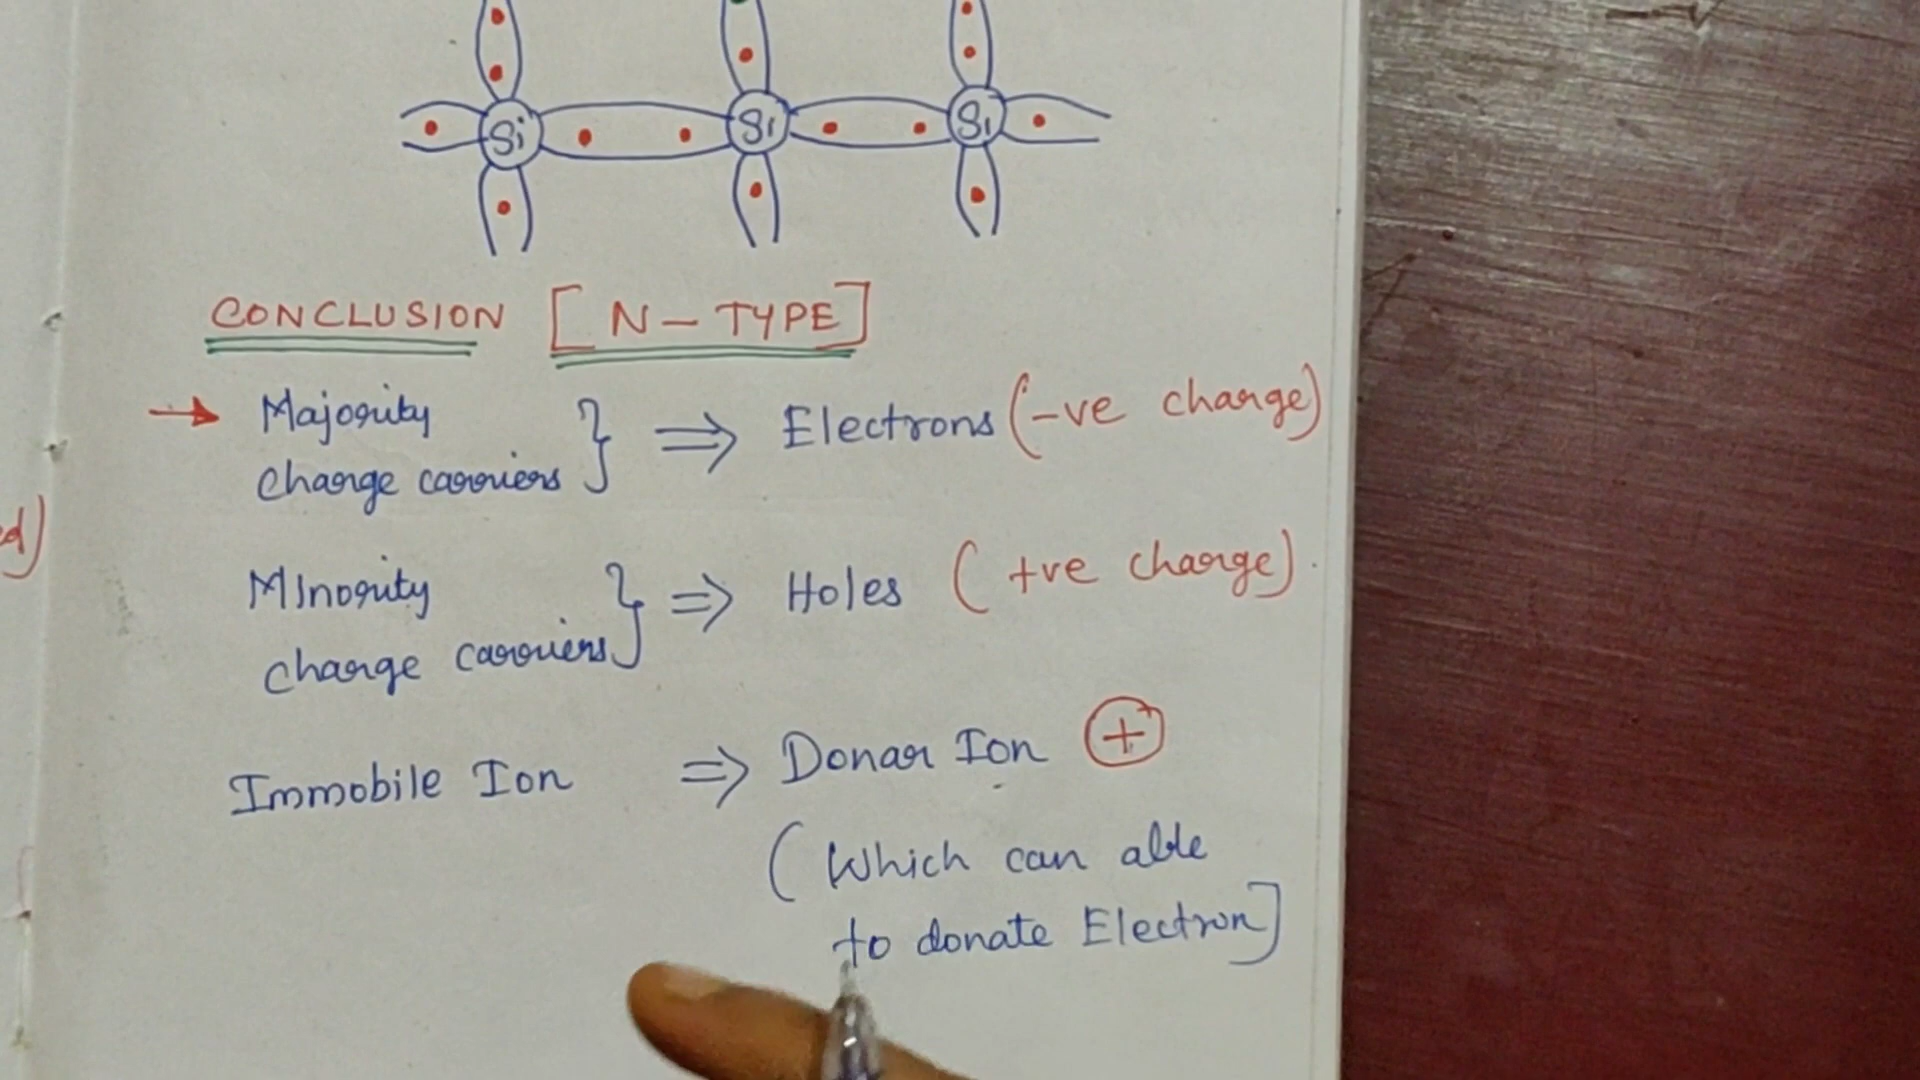 Si Si Si
CONCLUSION [N-TYPE]
→ Majority } ⇒ Electrons (-ve charge)
charge carriers
Minority } ⇒ Holes (+ve charge)
charge carriers
Immobile Ion ⇒ Donar Ion +
(Which can able
to donate Electron]
ed)